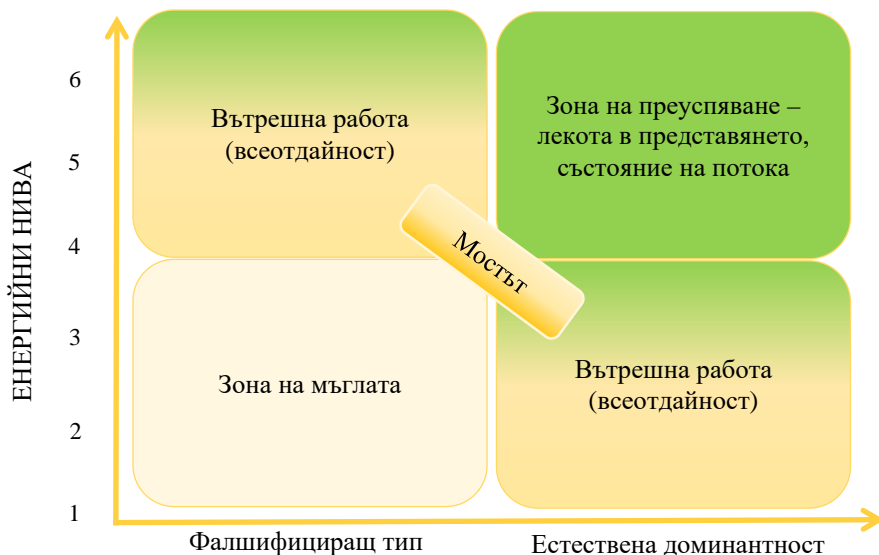 ЕНЕРГИЙНИ НИВА
6
5
4
3
2
1
Вътрешна работа
(всеотдайност)
Зона на преуспяване –
лекота в представянето,
състояние на потока
Мостът
Зона на мъглата
Вътрешна работа
(всеотдайност)
Фалшифициращ тип
Естествена доминантност